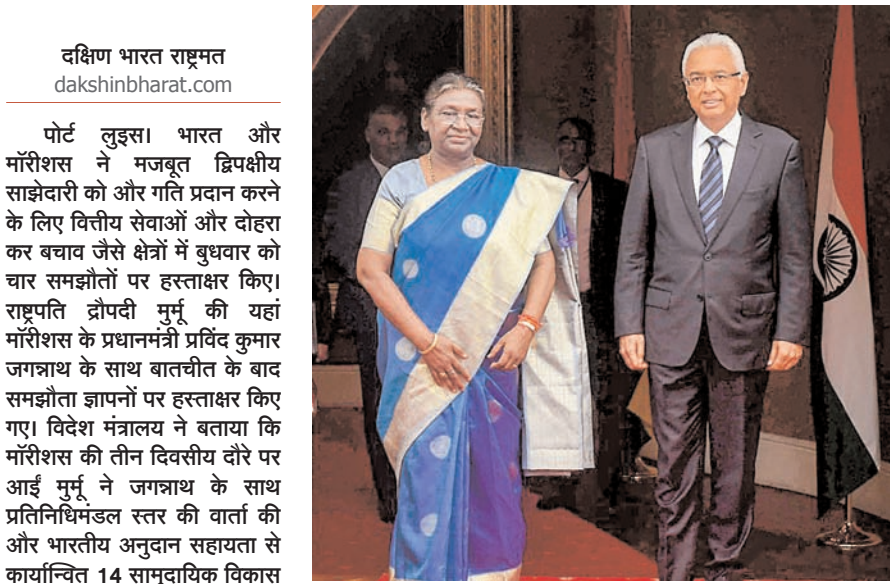 दक्षिण भारत राष्ट्रमत
dakshinbharat.com
पोर्ट लुइस। भारत और
मॉरीशस ने मजबूत द्विपक्षीय
साझेदारी को और गति प्रदान करने
के लिए वित्तीय सेवाओं और दोहरा
कर बचाव जैसे क्षेत्रों में बुधवार को
चार समझौतों पर हस्ताक्षर किए।
राष्ट्रपति द्रौपदी मुर्मू की यहां
मॉरीशस के प्रधानमंत्री प्रविंद कुमार
जगन्नाथ के साथ बातचीत के बाद
समझौता ज्ञापनों पर हस्ताक्षर किए
गए। विदेश मंत्रालय ने बताया कि
मॉरीशस की तीन दिवसीय दौरे पर
आईं मुर्मू ने जगन्नाथ के साथ
प्रतिनिधिमंडल स्तर की वार्ता की
और भारतीय अनुदान सहायता से
कार्यान्वित 14 सामुदायिक विकास